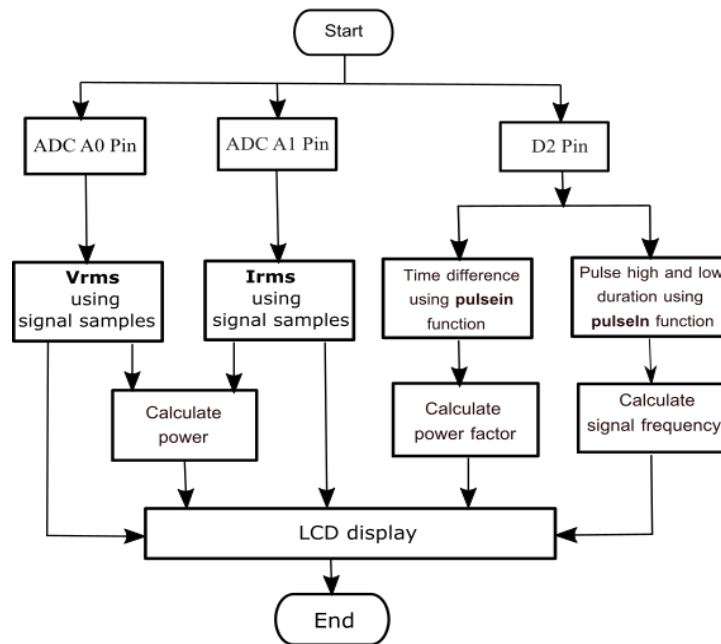 Start
ADC A0 Pin
ADC A1 Pin
D2 Pin
Vrms
using
signal samples
Irms
using
signal samples
Time difference
using pulsein
function
Pulse high and low
duration using
pulseIn function
Calculate
power
Calculate
power factor
Calculate
signal frequency
LCD display
End